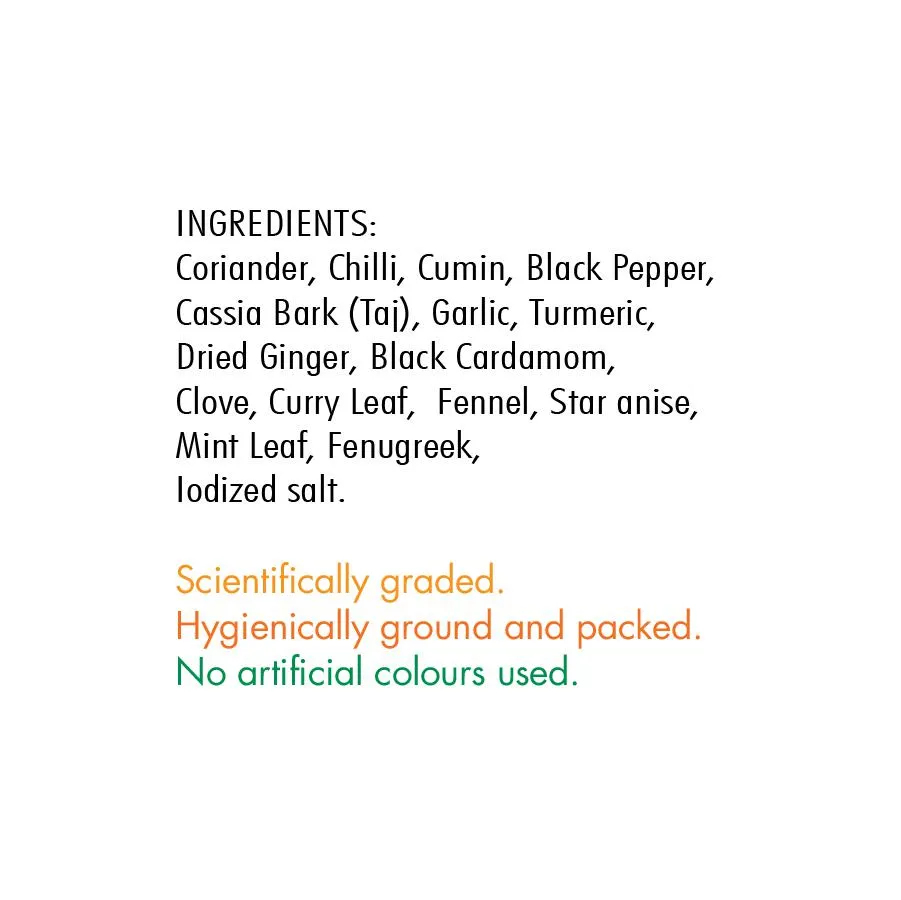 INGREDIENTS:
Coriander, Chilli, Cumin, Black Pepper,
Cassia Bark (Taj), Garlic, Turmeric,
Dried Ginger, Black Cardamom,
Clove, Curry Leaf,  Fennel, Star anise,
Mint Leaf, Fenugreek,
Iodized salt.
Scientifically graded.
Hygienically ground and packed.
No artificial colours used.